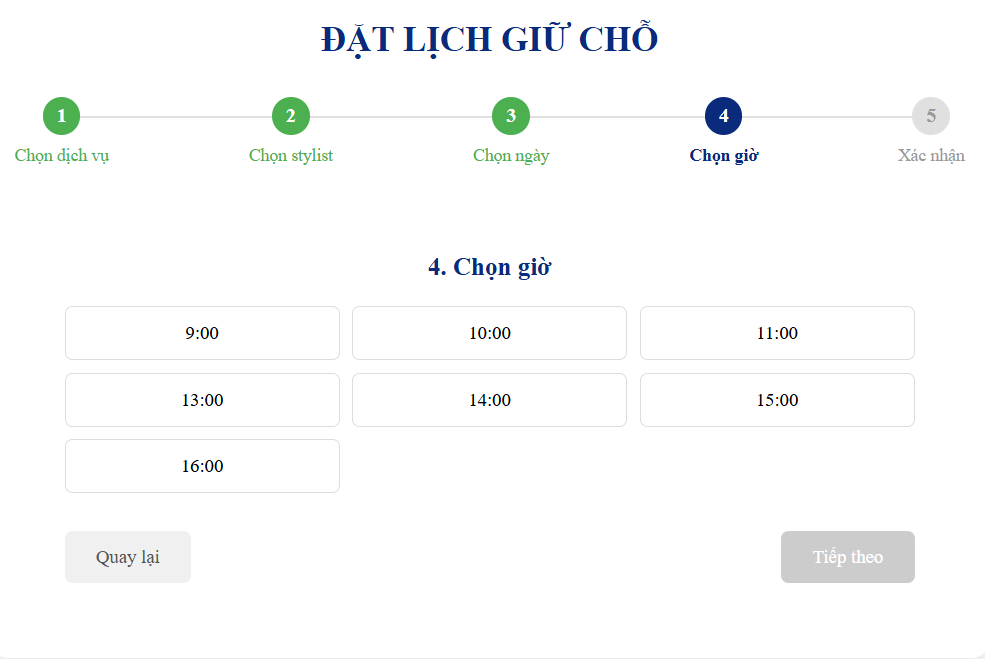 ĐẶT LỊCH GIỮ CHỖ
1 2 3 4 5
Chọn dịch vụ Chọn stylist Chọn ngày Chọn giờ Xác nhận
4. Chọn giờ
9:00 10:00 11:00
13:00 14:00 15:00
16:00
Quay lại Tiếp theo